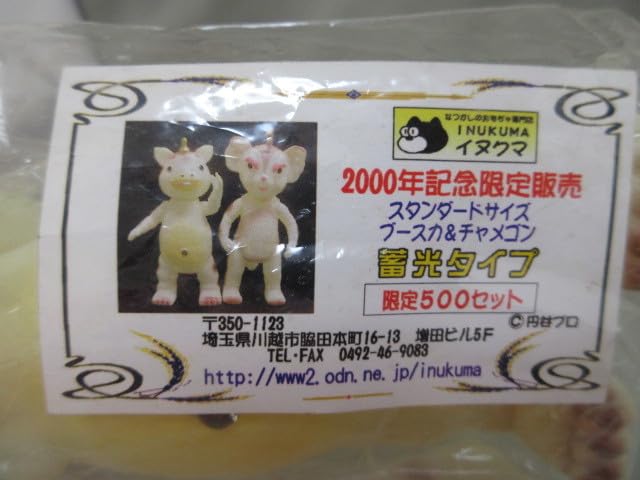 なつかしのおもちゃ専門店
INUKUMA
イヌクマ
2000年記念限定販売
スタンダードサイズ
ブースカ&チャメゴン
蓄光タイプ
限定500セット
©円谷プロ
〒350-1123
埼玉県川越市脇田本町16-13 増田ビル5F
TEL・FAX 0492-46-9083
http://www2.odn.ne.jp/inukuma